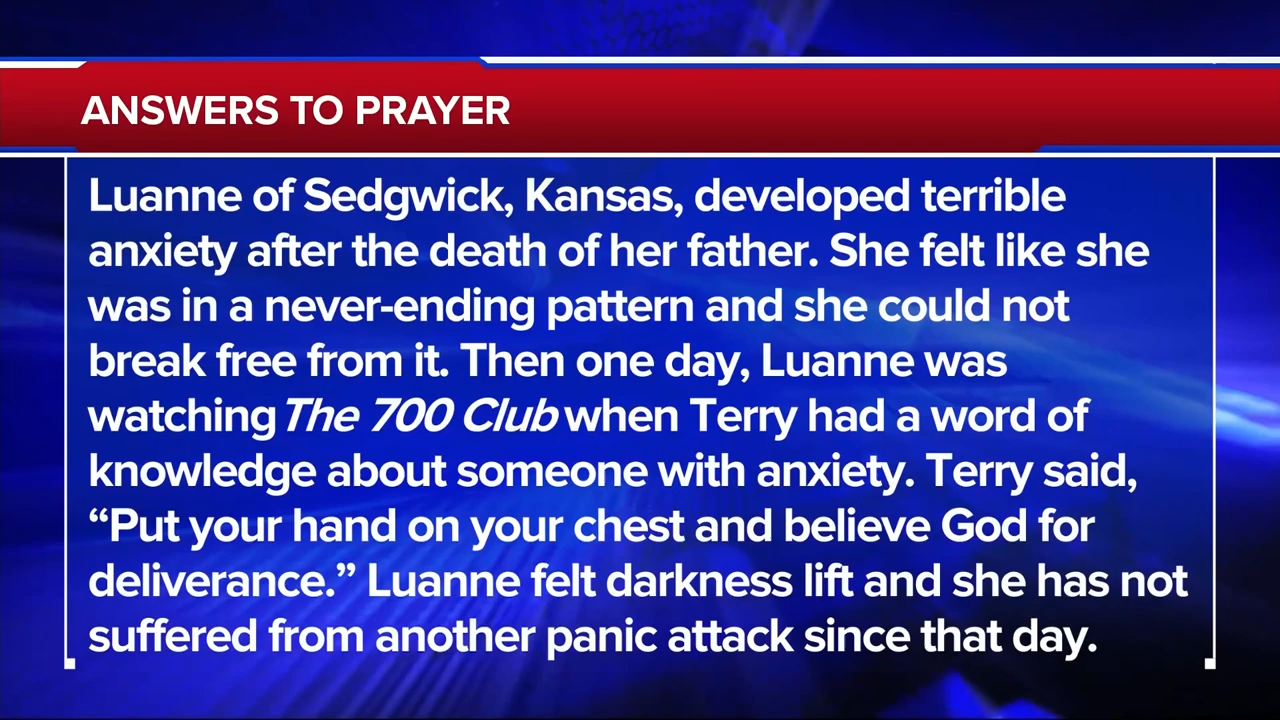 ANSWERS TO PRAYER
Luanne of Sedgwick, Kansas, developed terrible
anxiety after the death of her father. She felt like she
was in a never-ending pattern and she could not
break free from it. Then one day, Luanne was
watching The 700 Club when Terry had a word of
knowledge about someone with anxiety. Terry said,
“Put your hand on your chest and believe God for
deliverance.” Luanne felt darkness lift and she has not
suffered from another panic attack since that day.